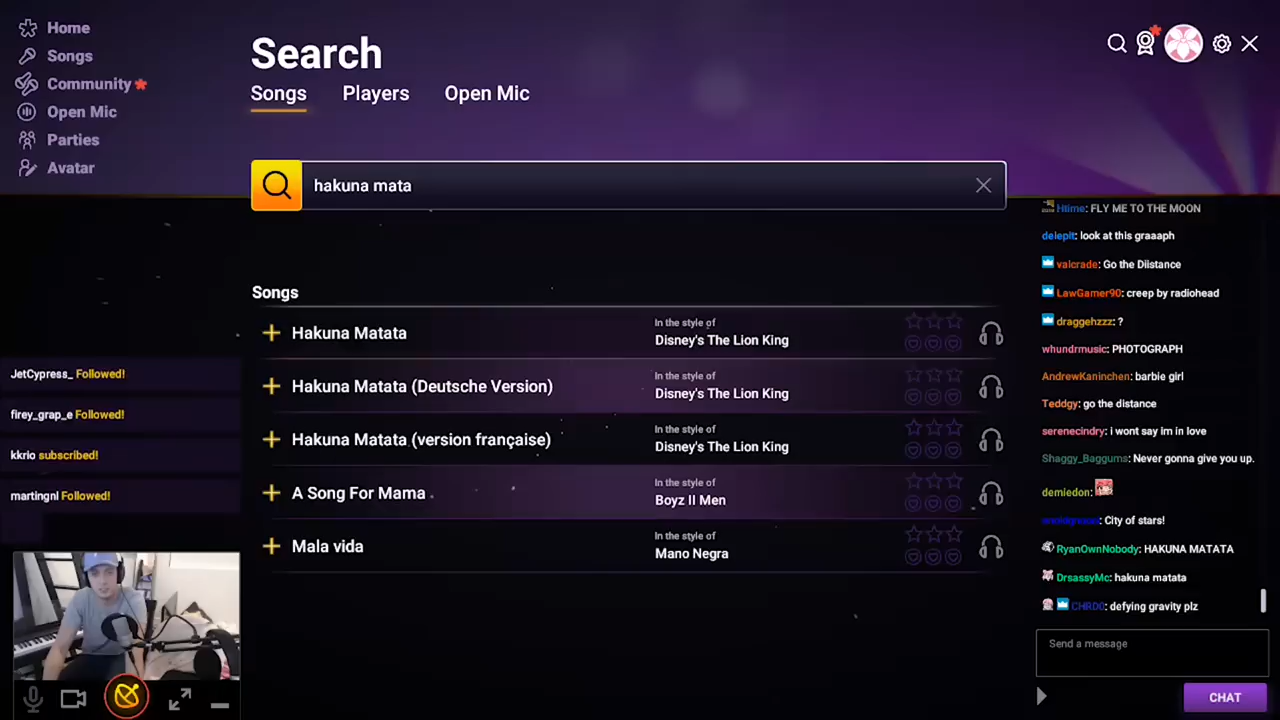 Home
Songs
Community
Open Mic
Parties
Avatar
Search
Songs Players Open Mic
hakuna mata
Songs
Hakuna Matata
In the style of
Disney's The Lion King
Hakuna Matata (Deutsche Version)
In the style of
Disney's The Lion King
Hakuna Matata (version française)
In the style of
Disney's The Lion King
A Song For Mama
In the style of
Boyz II Men
Mala vida
In the style of
Mano Negra
JetCypress_ Followed!
firey_grap_e Followed!
kkrio subscribed!
martingnl Followed!
Htime: FLY ME TO THE MOON
delepit: look at this graaaph
valcrade: Go the Diistance
LawGamer90: creep by radiohead
draggehzzz: ?
whundrmusic: PHOTOGRAPH
AndrewKaninchen: barbie girl
Teddgy: go the distance
serenecindry: i wont say im in love
Shaggy_Baggums: Never gonna give you up.
demiedon:
City of stars!
RyanOwnNobody: HAKUNA MATATA
DrsassyMc: hakuna matata
CHRD0: defying gravity plz
Send a message
CHAT